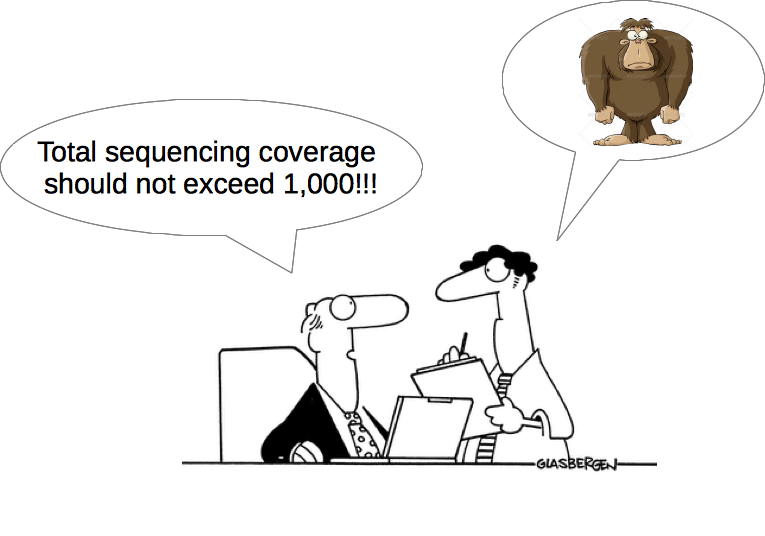 Total sequencing coverage
should not exceed 1,000!!!
GLASBERGEN